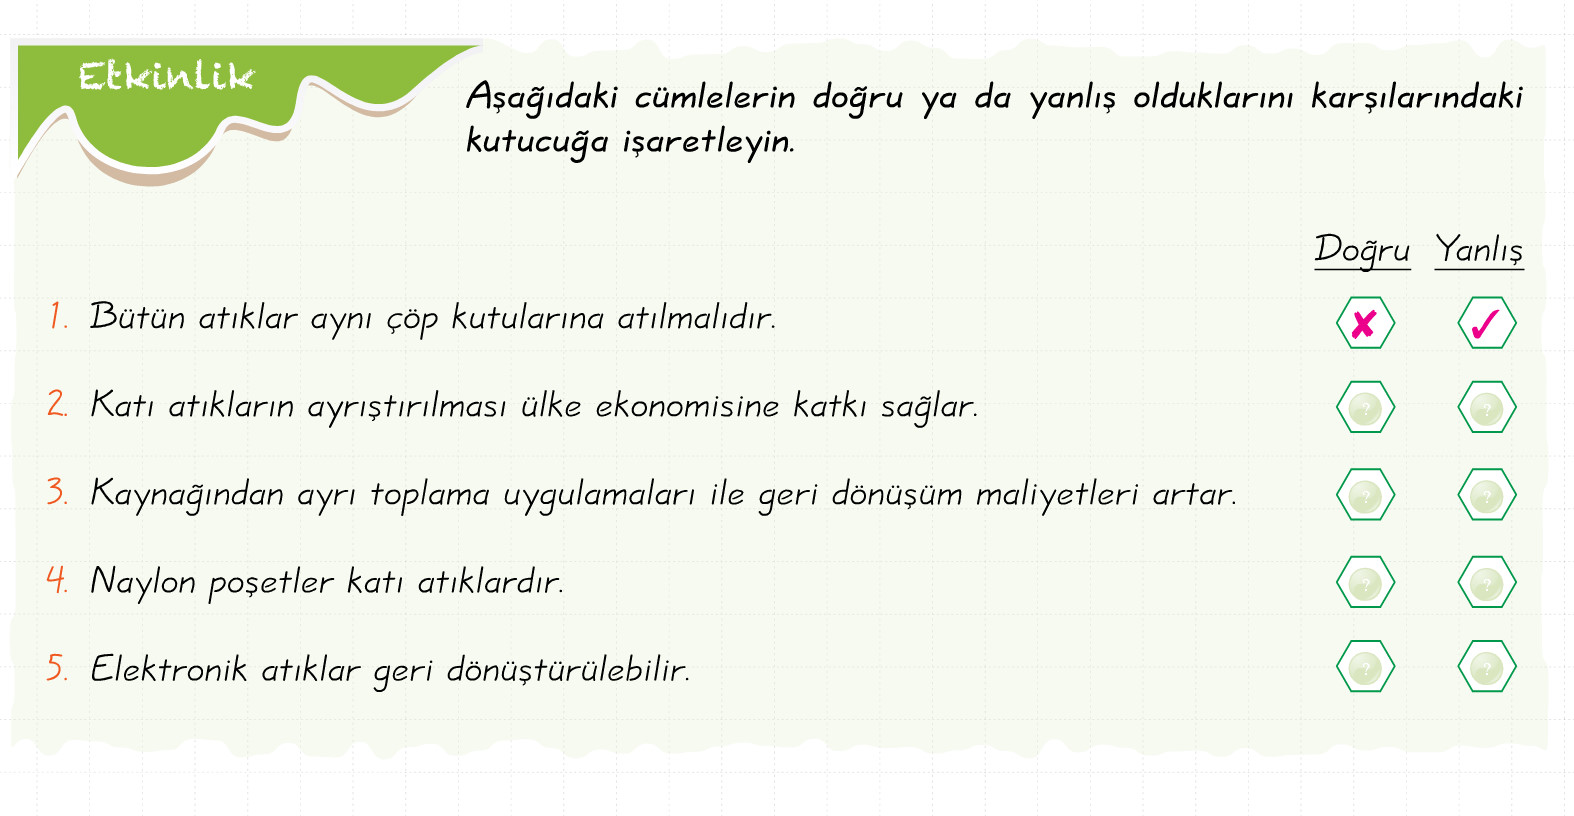 Etkinlik
Aşağıdaki cümlelerin doğru ya da yanlış olduklarını karşılarındaki
kutucuğa işaretleyin.
Doğru Yanlış
1. Bütün atıklar aynı çöp kutularına atılmalıdır. ✘ ✓
2. Katı atıkların ayrıştırılması ülke ekonomisine katkı sağlar. ? ?
3. Kaynağından ayrı toplama uygulamaları ile geri dönüşüm maliyetleri artar. ? ?
4. Naylon poşetler katı atıklardır. ? ?
5. Elektronik atıklar geri dönüştürülebilir. ? ?